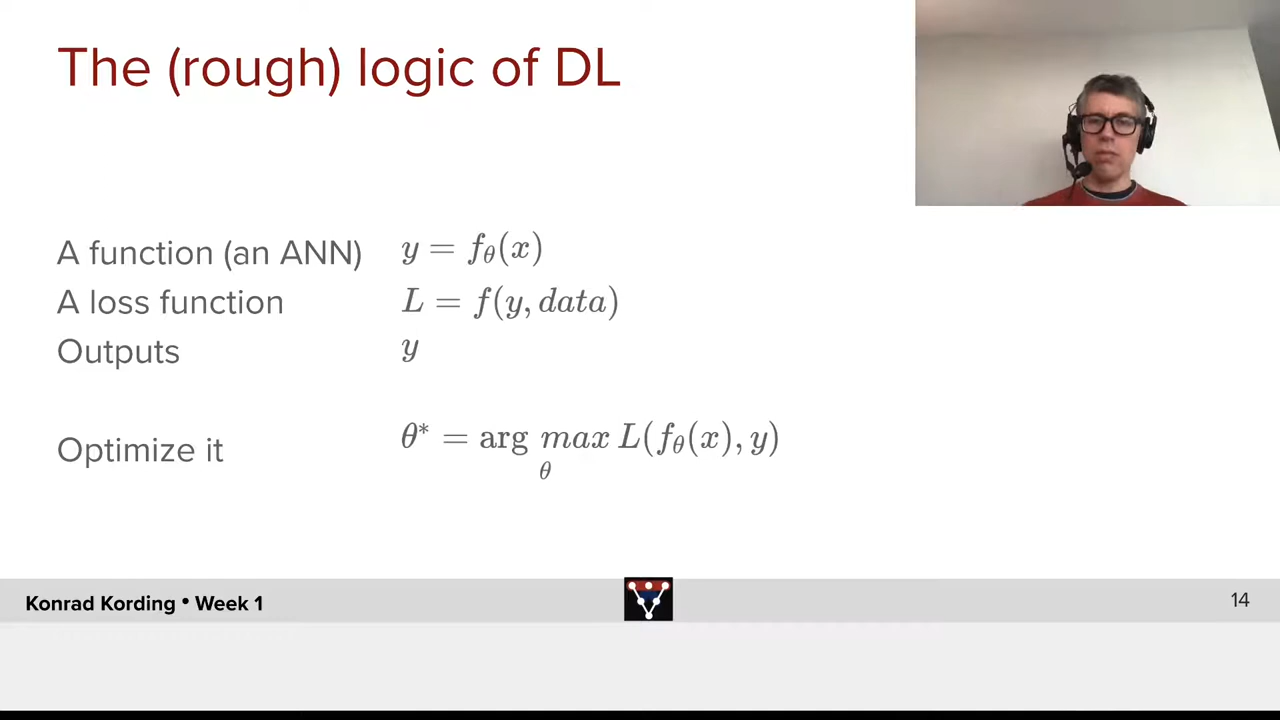 The (rough) logic of DL
A function (an ANN) y = f_θ(x)
A loss function L = f(y, data)
Outputs y
Optimize it θ* = arg max_θ L(f_θ(x), y)
Konrad Kording • Week 1
14